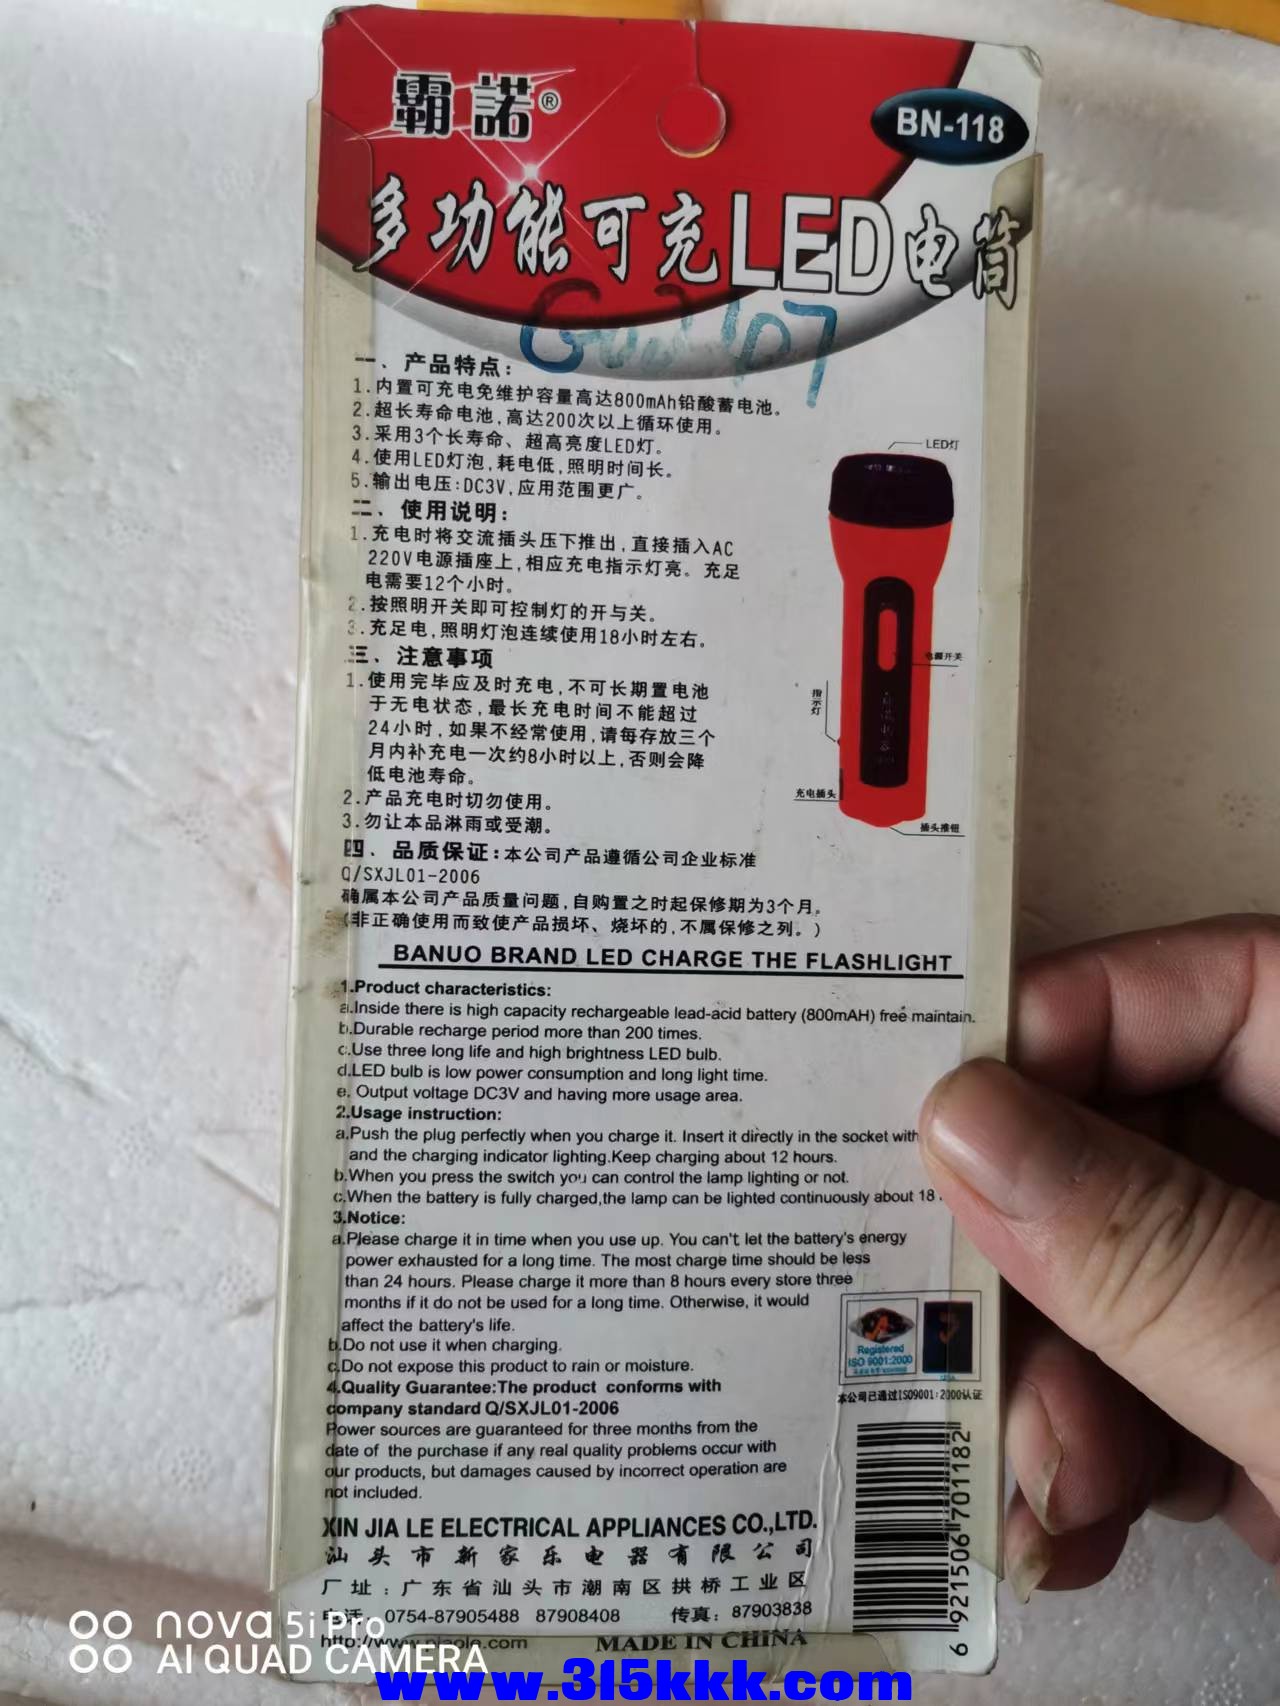 霸諾®
BN-118
多功能可充LED电筒
一、产品特点：
1.内置可充电免维护容量高达800mAh铅酸蓄电池。
2.超长寿命电池,高达200次以上循环使用。
3.采用3个长寿命、超高亮度LED灯。
4.使用LED灯泡,耗电低,照明时间长。
5.输出电压:DC3V,应用范围更广。
二、使用说明：
1.充电时将交流插头压下推出,直接插入AC
220V电源插座上,相应充电指示灯亮。充足
电需要12个小时。
2.按照明开关即可控制灯的开与关。
3.充足电,照明灯泡连续使用18小时左右。
三、注意事项
1.使用完毕应及时充电,不可长期置电池
于无电状态,最长充电时间不能超过
24小时,如果不经常使用,请每存放三个
月内补充电一次约8小时以上,否则会降
低电池寿命。
2.产品充电时切勿使用。
3.勿让本品淋雨或受潮。
四、品质保证:本公司产品遵循公司企业标准
Q/SXJL01-2006
确属本公司产品质量问题,自购置之时起保修期为3个月。
(非正确使用而致使产品损坏、烧坏的,不属保修之列。)
LED灯
电源开关
指示灯
充电插头
插头推钮
BANUO BRAND LED CHARGE THE FLASHLIGHT
1.Product characteristics:
a.Inside there is high capacity rechargeable lead-acid battery (800mAH) free maintain.
b.Durable recharge period more than 200 times.
c.Use three long life and high brightness LED bulb.
d.LED bulb is low power consumption and long light time.
e. Output voltage DC3V and having more usage area.
2.Usage instruction:
a.Push the plug perfectly when you charge it. Insert it directly in the socket with
and the charging indicator lighting.Keep charging about 12 hours.
b.When you press the switch you can control the lamp lighting or not.
c.When the battery is fully charged,the lamp can be lighted continuously about 18
3.Notice:
a.Please charge it in time when you use up. You can't let the battery's energy
power exhausted for a long time. The most charge time should be less
than 24 hours. Please charge it more than 8 hours every store three
months if it do not be used for a long time. Otherwise, it would
affect the battery's life.
b.Do not use it when charging.
c.Do not expose this product to rain or moisture.
4.Quality Guarantee:The product conforms with
company standard Q/SXJL01-2006
Power sources are guaranteed for three months from the
date of the purchase if any real quality problems occur with
our products, but damages caused by incorrect operation are
not included.
Registered
ISO 9001:2000
本公司已通过ISO9001:2000认证
XIN JIA LE ELECTRICAL APPLIANCES CO.,LTD.
汕头市新家乐电器有限公司
厂址:广东省汕头市潮南区拱桥工业区
电话: 0754-87905488 87908408 传真: 87903838
MADE IN CHINA
6 921506 701182
nova 5i Pro
AI QUAD CAMERA
www.315kkk.com